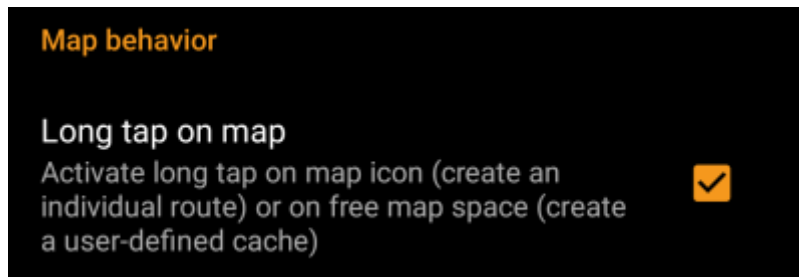 Map behavior
Long tap on map
Activate long tap on map icon (create an
individual route) or on free map space (create
a user-defined cache)